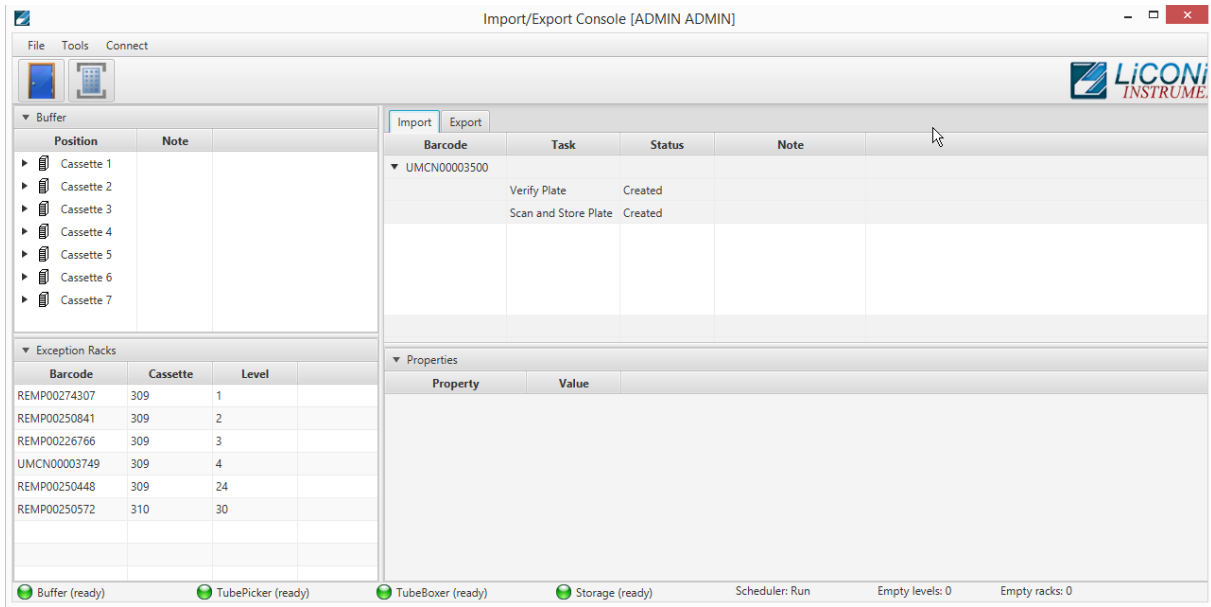 Import/Export Console [ADMIN ADMIN]
File Tools Connect
LiCONi
INSTRUME
Buffer
Position Note
Cassette 1
Cassette 2
Cassette 3
Cassette 4
Cassette 5
Cassette 6
Cassette 7
Import Export
Barcode Task Status Note
UMCN00003500
Verify Plate Created
Scan and Store Plate Created
Exception Racks
Barcode Cassette Level
REMP00274307 309 1
REMP00250841 309 2
REMP00226766 309 3
UMCN00003749 309 4
REMP00250448 309 24
REMP00250572 310 30
Properties
Property Value
Buffer (ready) TubePicker (ready) TubeBoxer (ready) Storage (ready) Scheduler: Run Empty levels: 0 Empty racks: 0